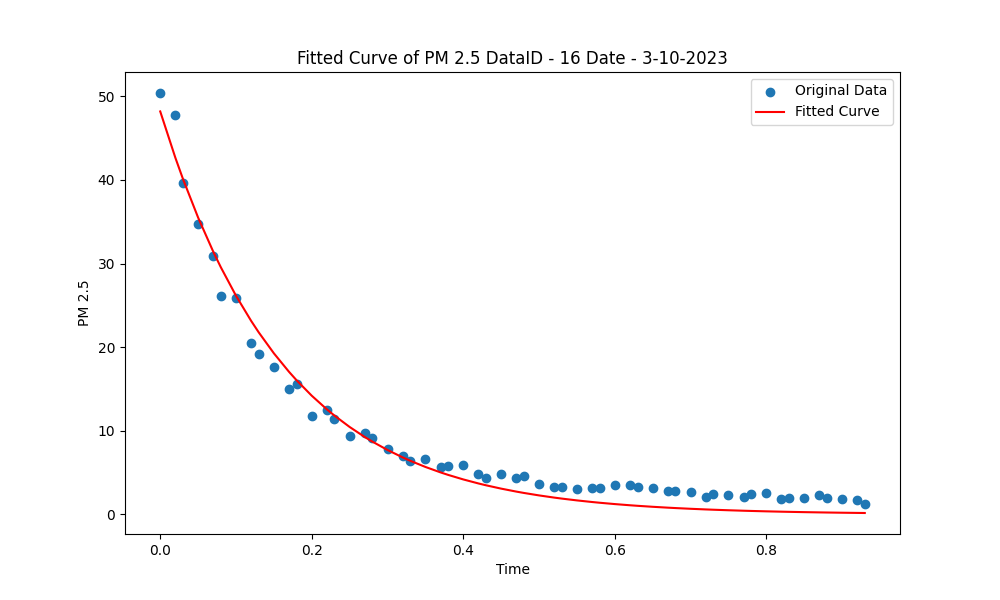 Fitted Curve of PM 2.5 DataID - 16 Date - 3-10-2023
Original Data
Fitted Curve
50
40
30
20
10
0
PM 2.5
0.0 0.2 0.4 0.6 0.8
Time